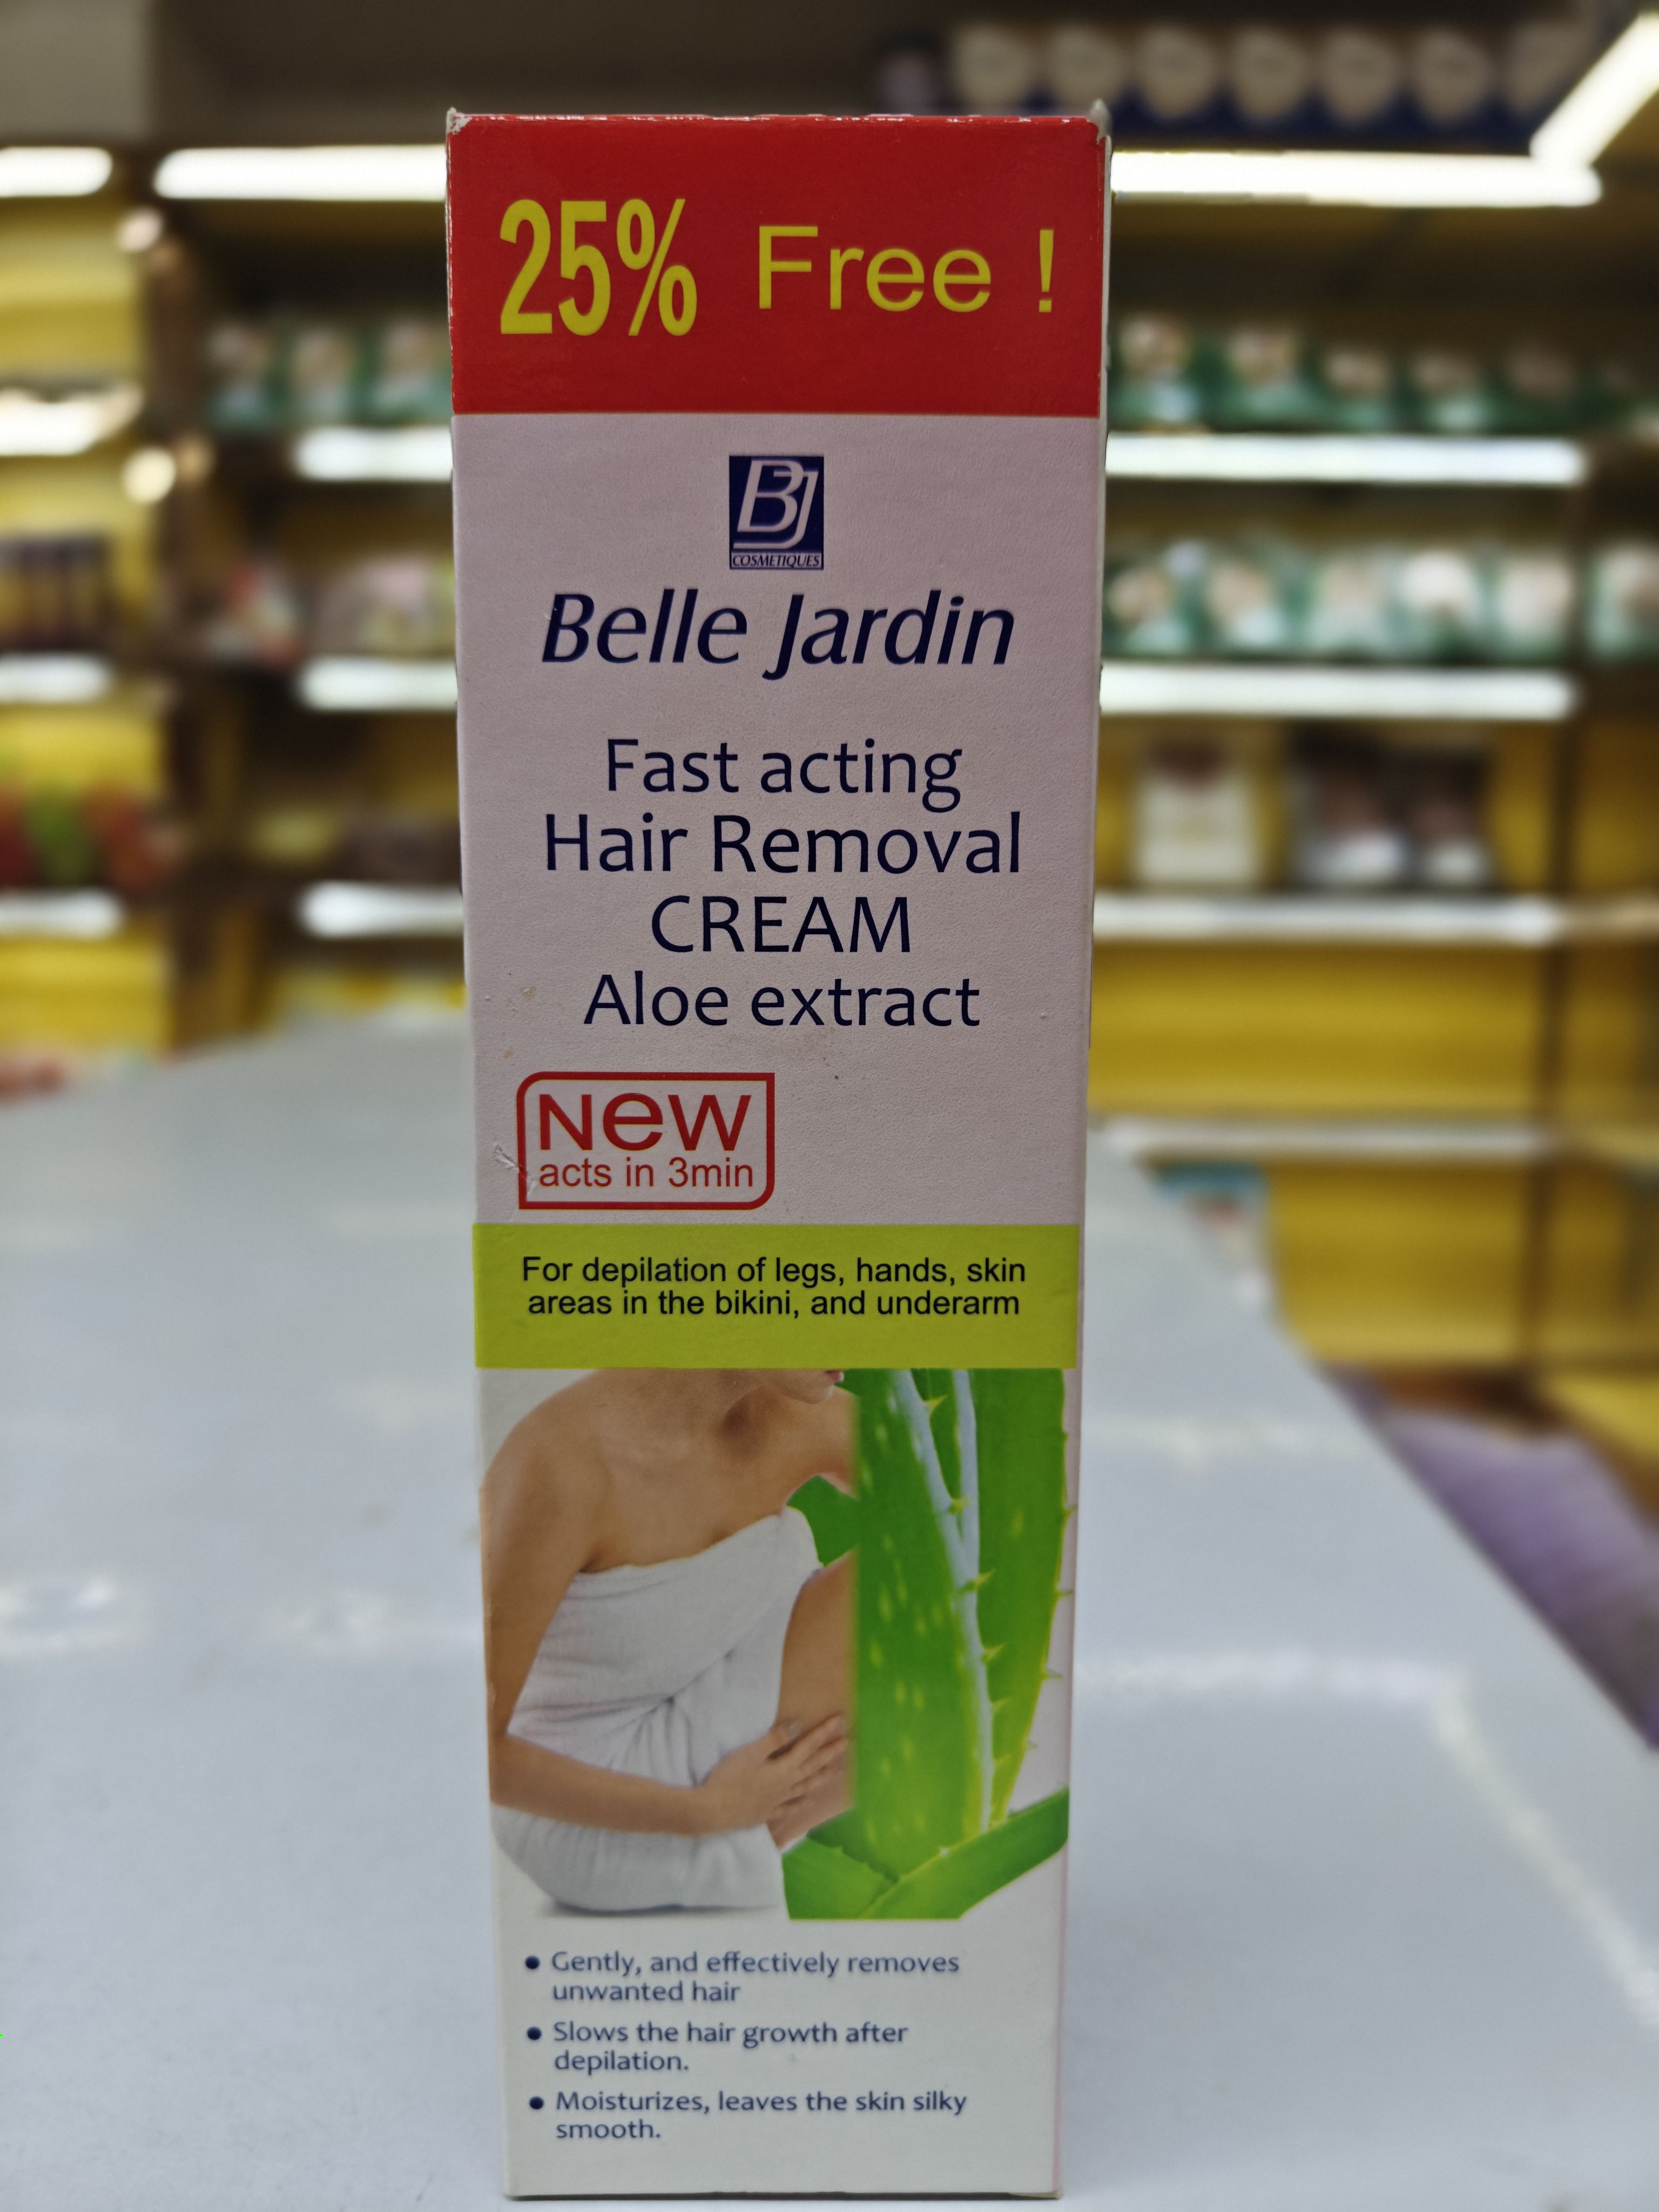 25% Free !
BJ
COSMETIQUES
Belle Jardin
Fast acting
Hair Removal
CREAM
Aloe extract
New
acts in 3min
For depilation of legs, hands, skin
areas in the bikini, and underarm
• Gently, and effectively removes
unwanted hair
• Slows the hair growth after
depilation.
• Moisturizes, leaves the skin silky
smooth.